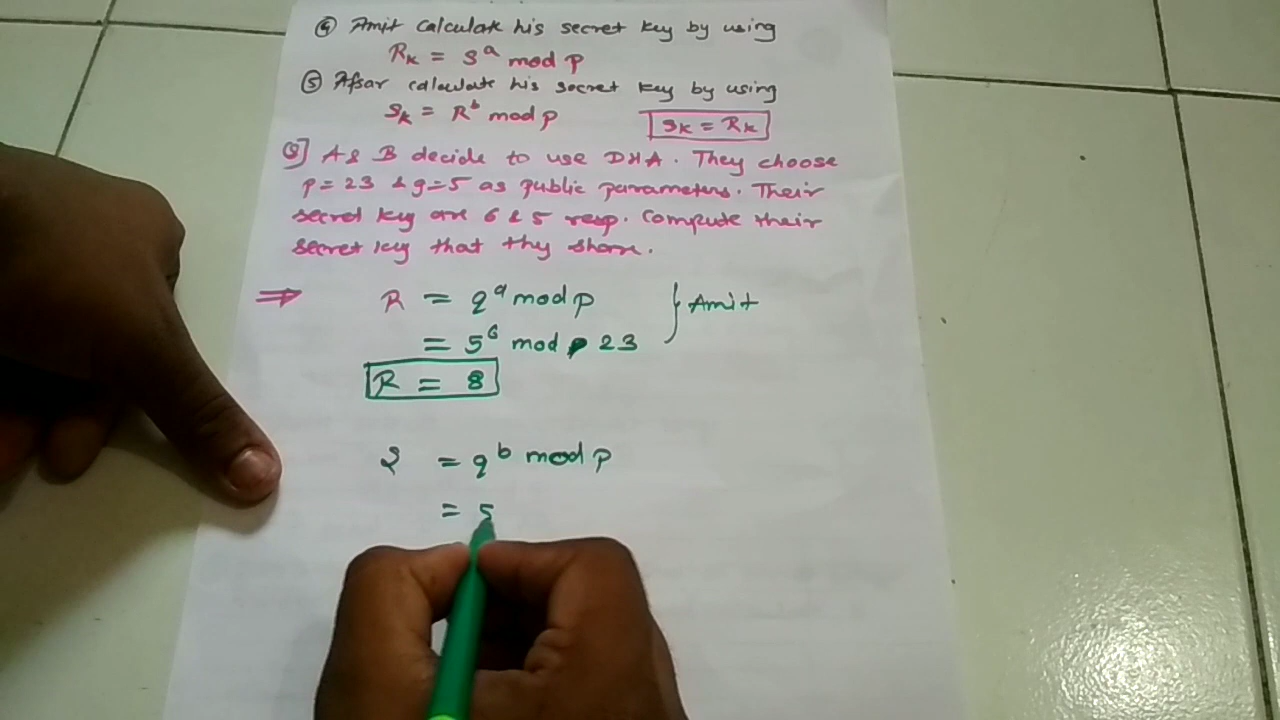 ④ Amit calculate his secret key by using
Rk = S^a mod p
⑤ Afsar calculate his secret key by using
Sk = R^b mod p
Sk = Rk
Q] A & B decide to use DHA. They choose
p = 23 & g = 5 as public parameters. Their
secret key are 6 & 5 resp. Compute their
secret key that thy share.
⇒ R = g^a mod p } Amit
= 5^6 mod p 23
R = 8
S = g^b mod p
= 5